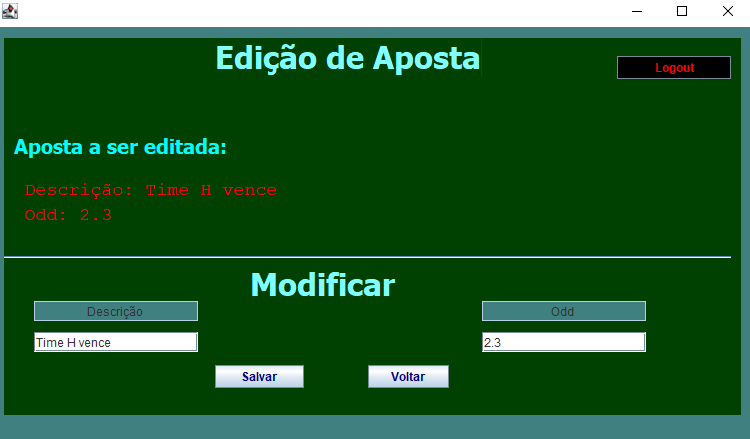 Edição de Aposta
Logout
Aposta a ser editada:
Descrição: Time H vence
Odd: 2.3
Modificar
Descrição
Odd
Time H vence
2.3
Salvar
Voltar